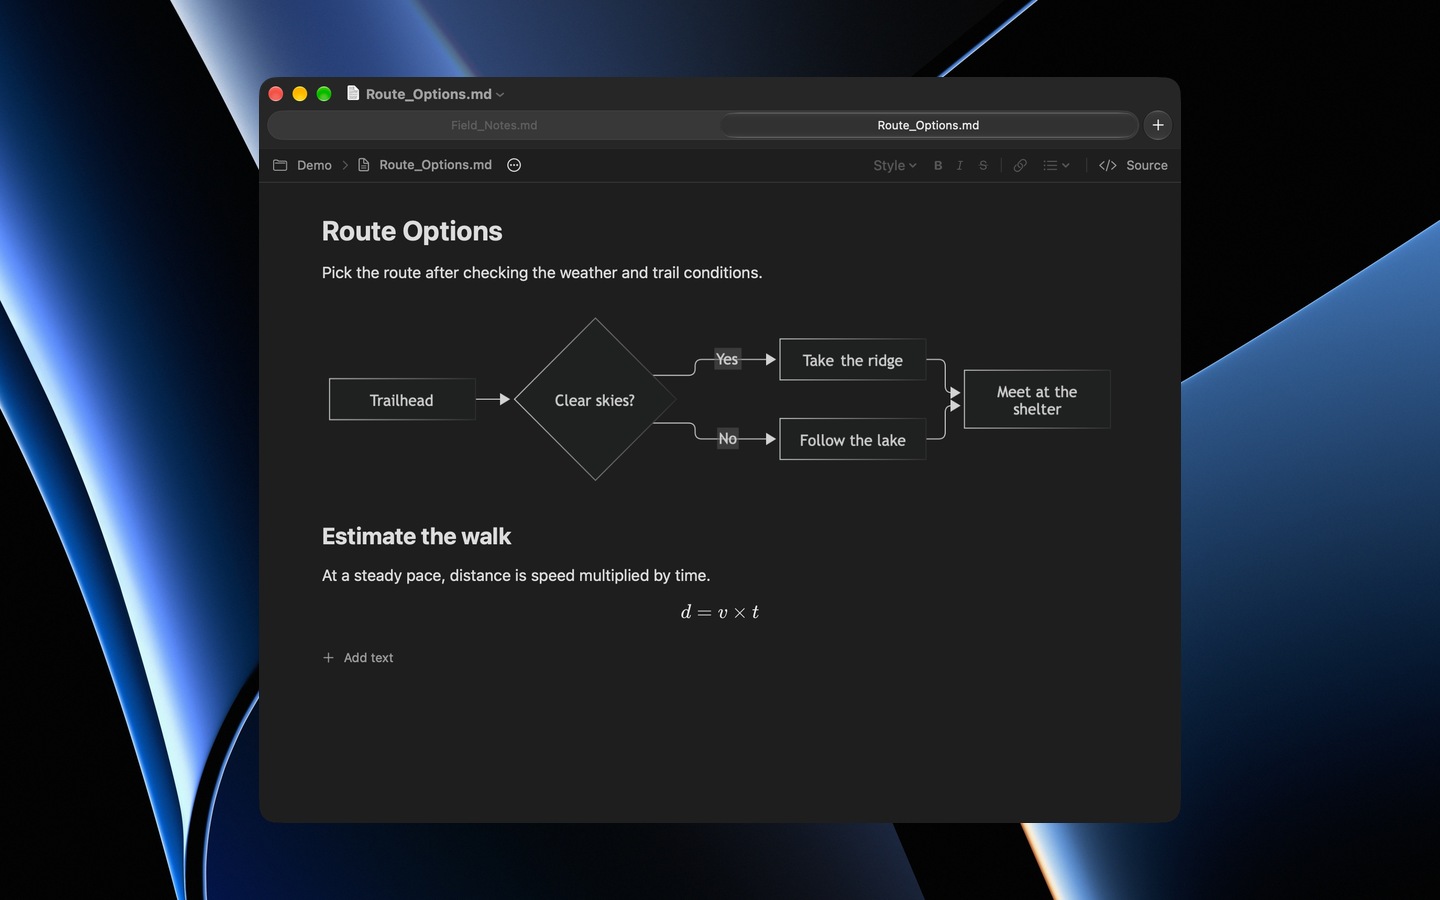 Route_Options.md
Field_Notes.md
Route_Options.md
Demo
Route_Options.md
Style
B
I
S
</>
Source
Route Options
Pick the route after checking the weather and trail conditions.
Trailhead
Clear skies?
Yes
Take the ridge
No
Follow the lake
Meet at the
shelter
Estimate the walk
At a steady pace, distance is speed multiplied by time.
d = v × t
+ Add text